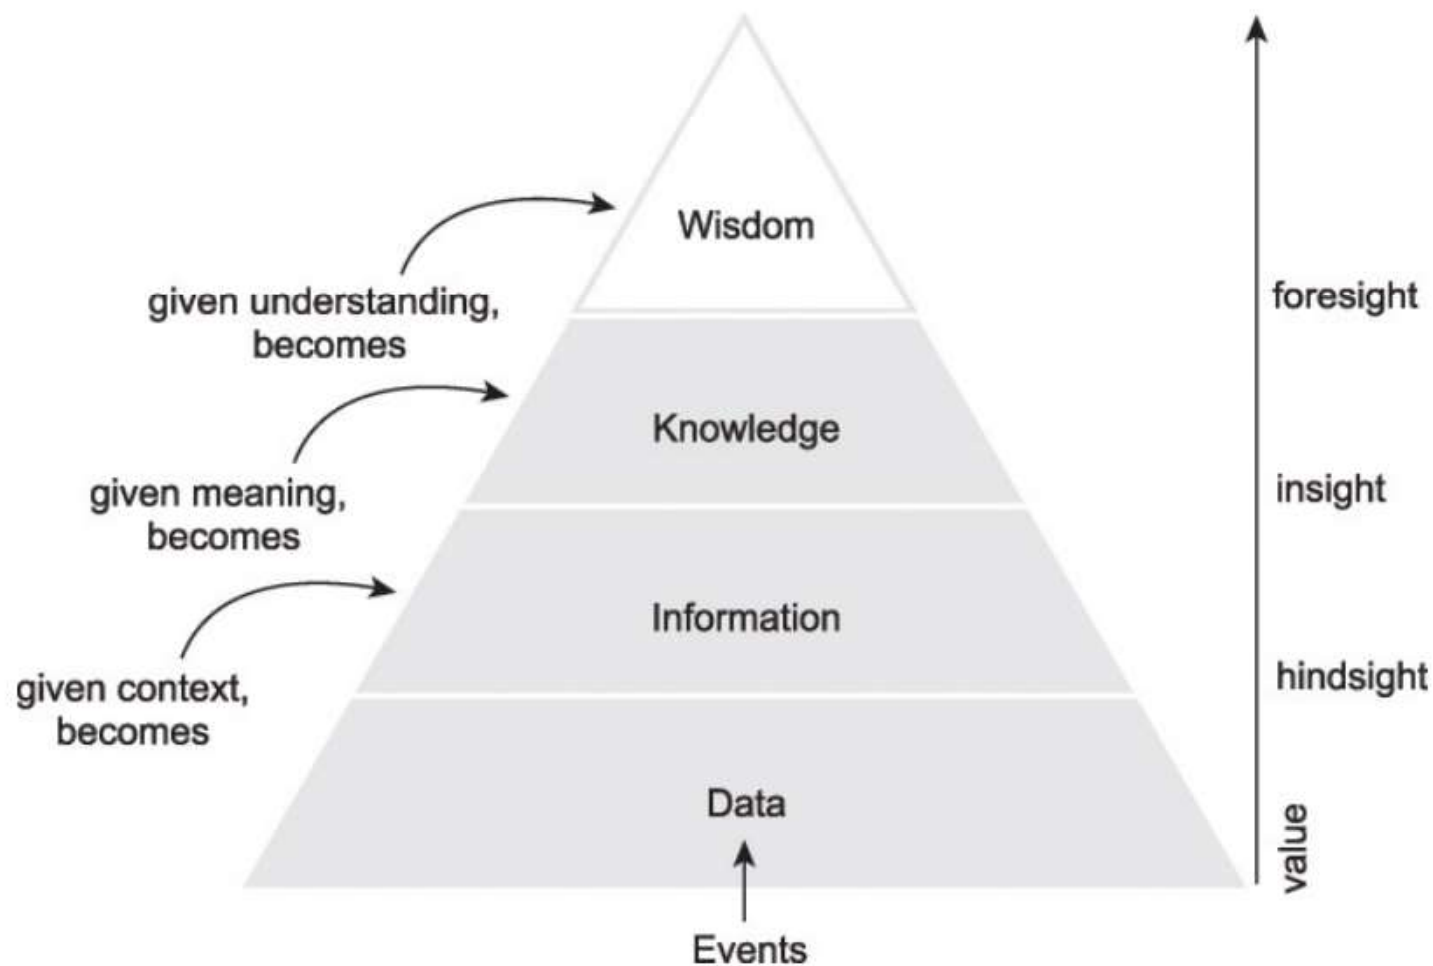 Wisdom
given understanding,
becomes
foresight
Knowledge
given meaning,
becomes
insight
Information
given context,
becomes
hindsight
Data
value
Events